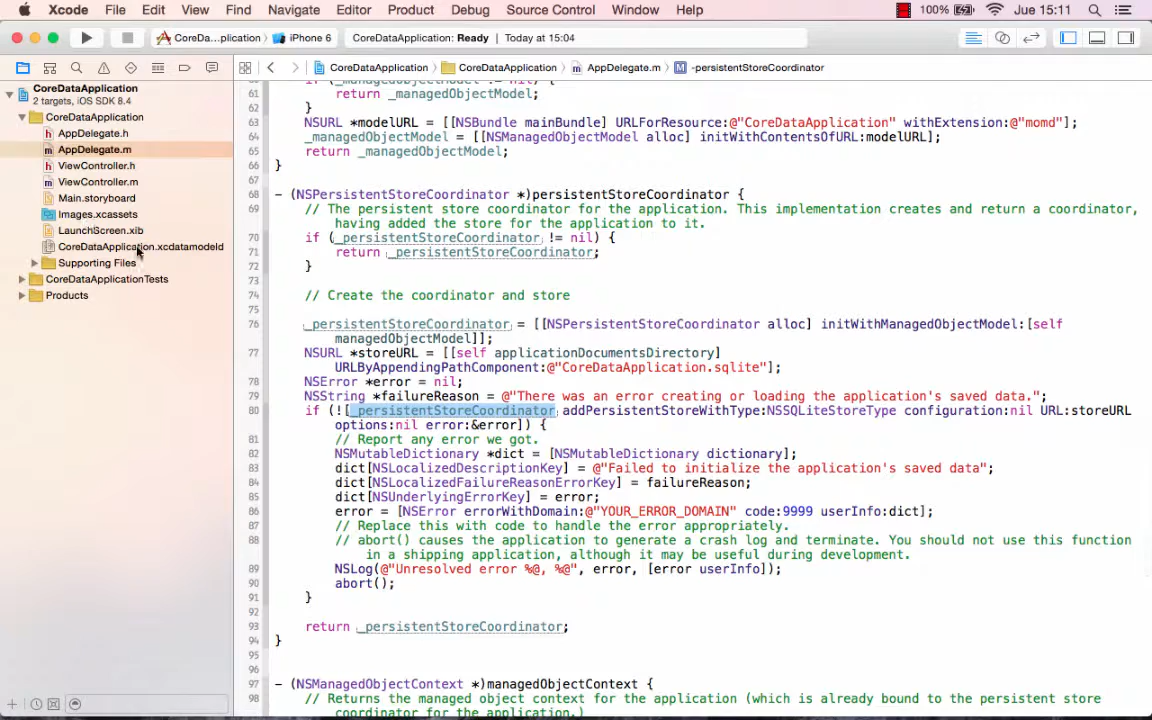 Xcode File Edit View Find Navigate Editor Product Debug Source Control Window Help 100% Jue 15:11
CoreDa...plication iPhone 6 CoreDataApplication: Ready Today at 15:04
CoreDataApplication CoreDataApplication AppDelegate.m -persistentStoreCoordinator
CoreDataApplication
2 targets, iOS SDK 8.4
CoreDataApplication
AppDelegate.h
AppDelegate.m
ViewController.h
ViewController.m
Main.storyboard
Images.xcassets
LaunchScreen.xib
CoreDataApplication.xcdatamodeld
Supporting Files
CoreDataApplicationTests
Products
61 return _managedObjectModel;
62 }
63 NSURL *modelURL = [[NSBundle mainBundle] URLForResource:@"CoreDataApplication" withExtension:@"momd"];
64 _managedObjectModel = [[NSManagedObjectModel alloc] initWithContentsOfURL:modelURL];
65 return _managedObjectModel;
66 }
67
68 - (NSPersistentStoreCoordinator *)persistentStoreCoordinator {
69 // The persistent store coordinator for the application. This implementation creates and return a coordinator,
having added the store for the application to it.
70 if (_persistentStoreCoordinator != nil) {
71 return _persistentStoreCoordinator;
72 }
73
74 // Create the coordinator and store
75
76 _persistentStoreCoordinator = [[NSPersistentStoreCoordinator alloc] initWithManagedObjectModel:[self
managedObjectModel]];
77 NSURL *storeURL = [[self applicationDocumentsDirectory]
URLByAppendingPathComponent:@"CoreDataApplication.sqlite"];
78 NSError *error = nil;
79 NSString *failureReason = @"There was an error creating or loading the application's saved data.";
80 if (![_persistentStoreCoordinator addPersistentStoreWithType:NSSQLiteStoreType configuration:nil URL:storeURL
options:nil error:&error]) {
81 // Report any error we got.
82 NSMutableDictionary *dict = [NSMutableDictionary dictionary];
83 dict[NSLocalizedDescriptionKey] = @"Failed to initialize the application's saved data";
84 dict[NSLocalizedFailureReasonErrorKey] = failureReason;
85 dict[NSUnderlyingErrorKey] = error;
86 error = [NSError errorWithDomain:@"YOUR_ERROR_DOMAIN" code:9999 userInfo:dict];
87 // Replace this with code to handle the error appropriately.
88 // abort() causes the application to generate a crash log and terminate. You should not use this function
in a shipping application, although it may be useful during development.
89 NSLog(@"Unresolved error %@, %@", error, [error userInfo]);
90 abort();
91 }
92
93 return _persistentStoreCoordinator;
94 }
95
96
97 - (NSManagedObjectContext *)managedObjectContext {
98 // Returns the managed object context for the application (which is already bound to the persistent store
coordinator for the application.)